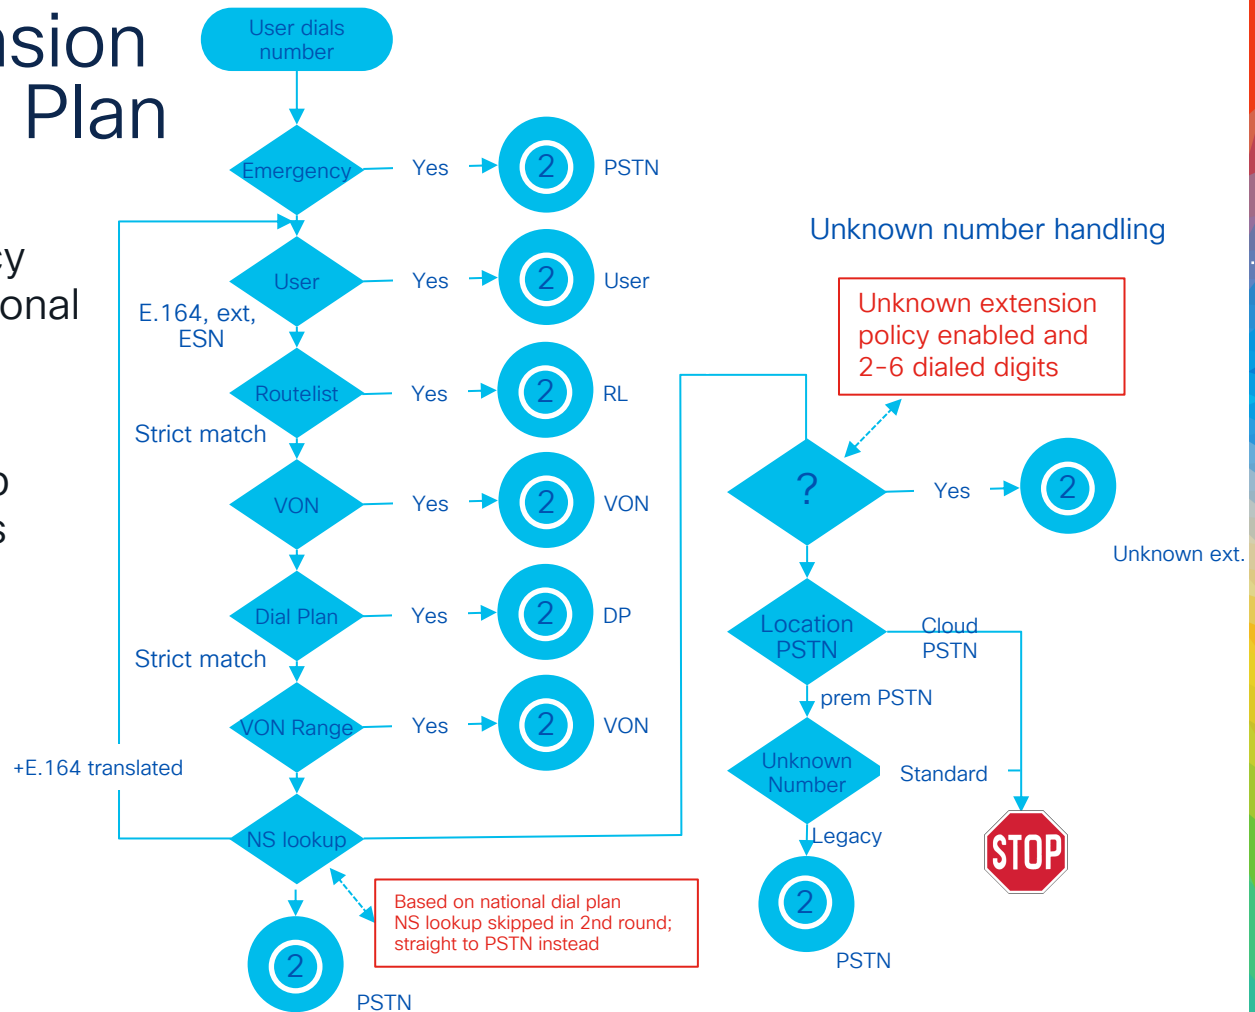 nsion
Plan
cy
onal
o
s
User dials
number
Emergency
Yes
2
PSTN
User
Yes
2
User
E.164, ext,
ESN
Routelist
Yes
2
RL
Strict match
VON
Yes
2
VON
Dial Plan
Yes
2
DP
Strict match
VON Range
Yes
2
VON
+E.164 translated
NS lookup
Based on national dial plan
NS lookup skipped in 2nd round;
straight to PSTN instead
2
PSTN
Unknown number handling
Unknown extension
policy enabled and
2-6 dialed digits
?
Yes
2
Unknown ext.
Location
PSTN
Cloud
PSTN
prem PSTN
Unknown
Number
Standard
Legacy
STOP
2
PSTN